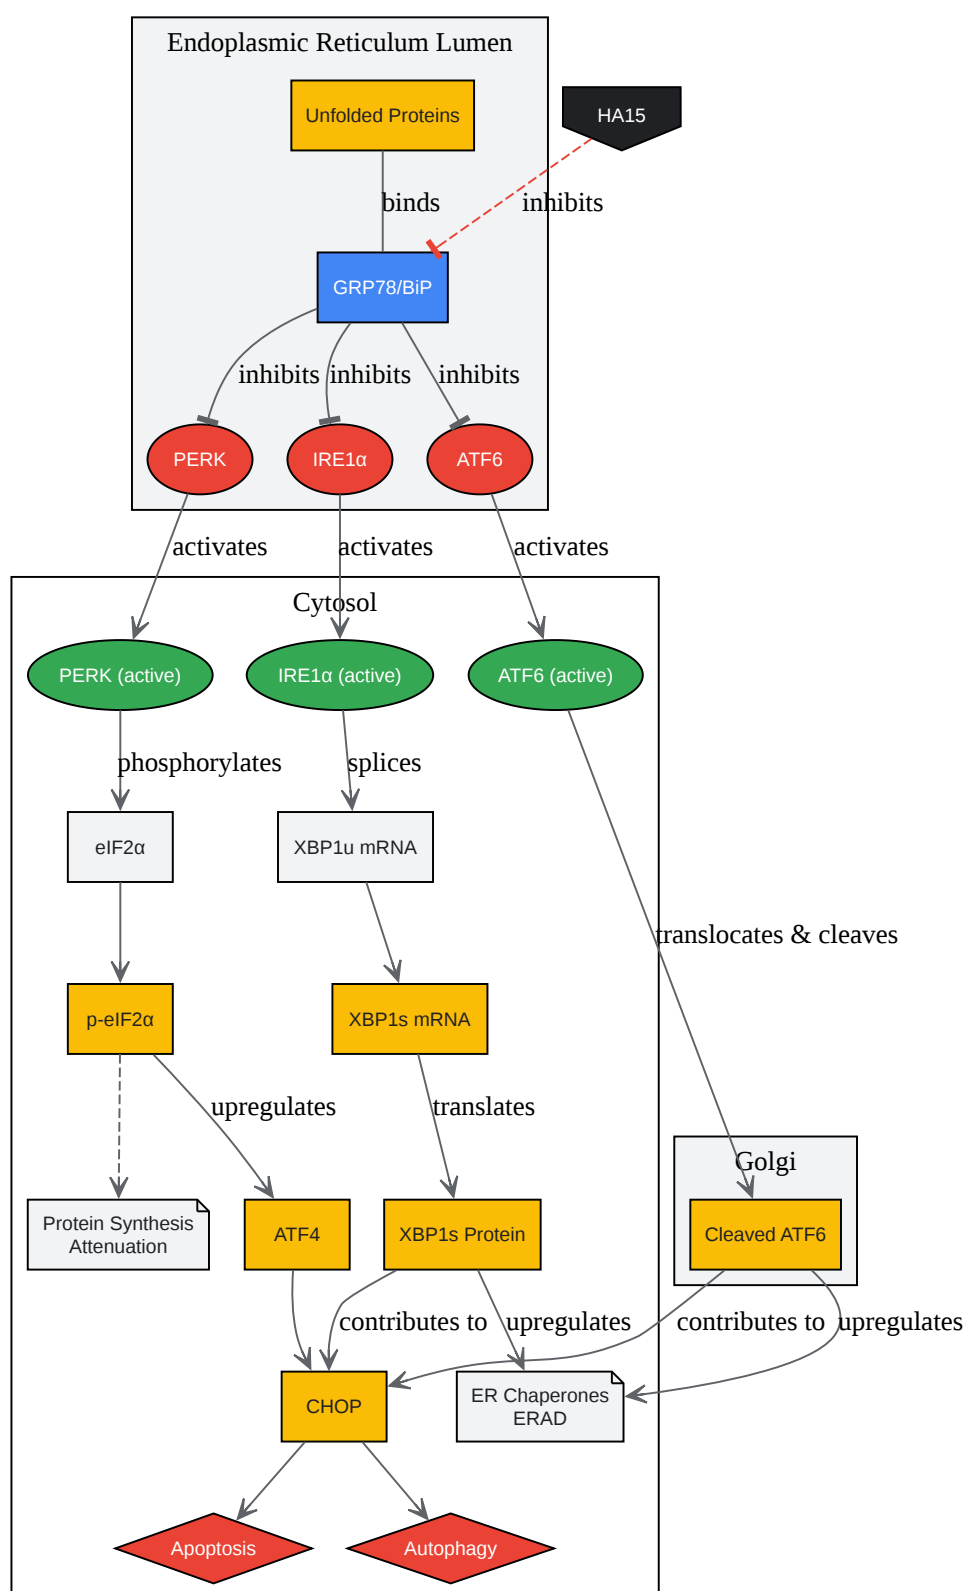 Endoplasmic Reticulum Lumen
Unfolded Proteins
HA15
binds
inhibits
GRP78/BiP
inhibits
inhibits
inhibits
PERK
IRE1α
ATF6
activates
activates
activates
Cytosol
PERK (active)
IRE1α (active)
ATF6 (active)
phosphorylates
splices
eIF2α
XBP1u mRNA
translocates & cleaves
p-eIF2α
XBP1s mRNA
upregulates
translates
Golgi
Protein Synthesis
Attenuation
ATF4
XBP1s Protein
Cleaved ATF6
contributes to
upregulates
contributes to
upregulates
CHOP
ER Chaperones
ERAD
Apoptosis
Autophagy